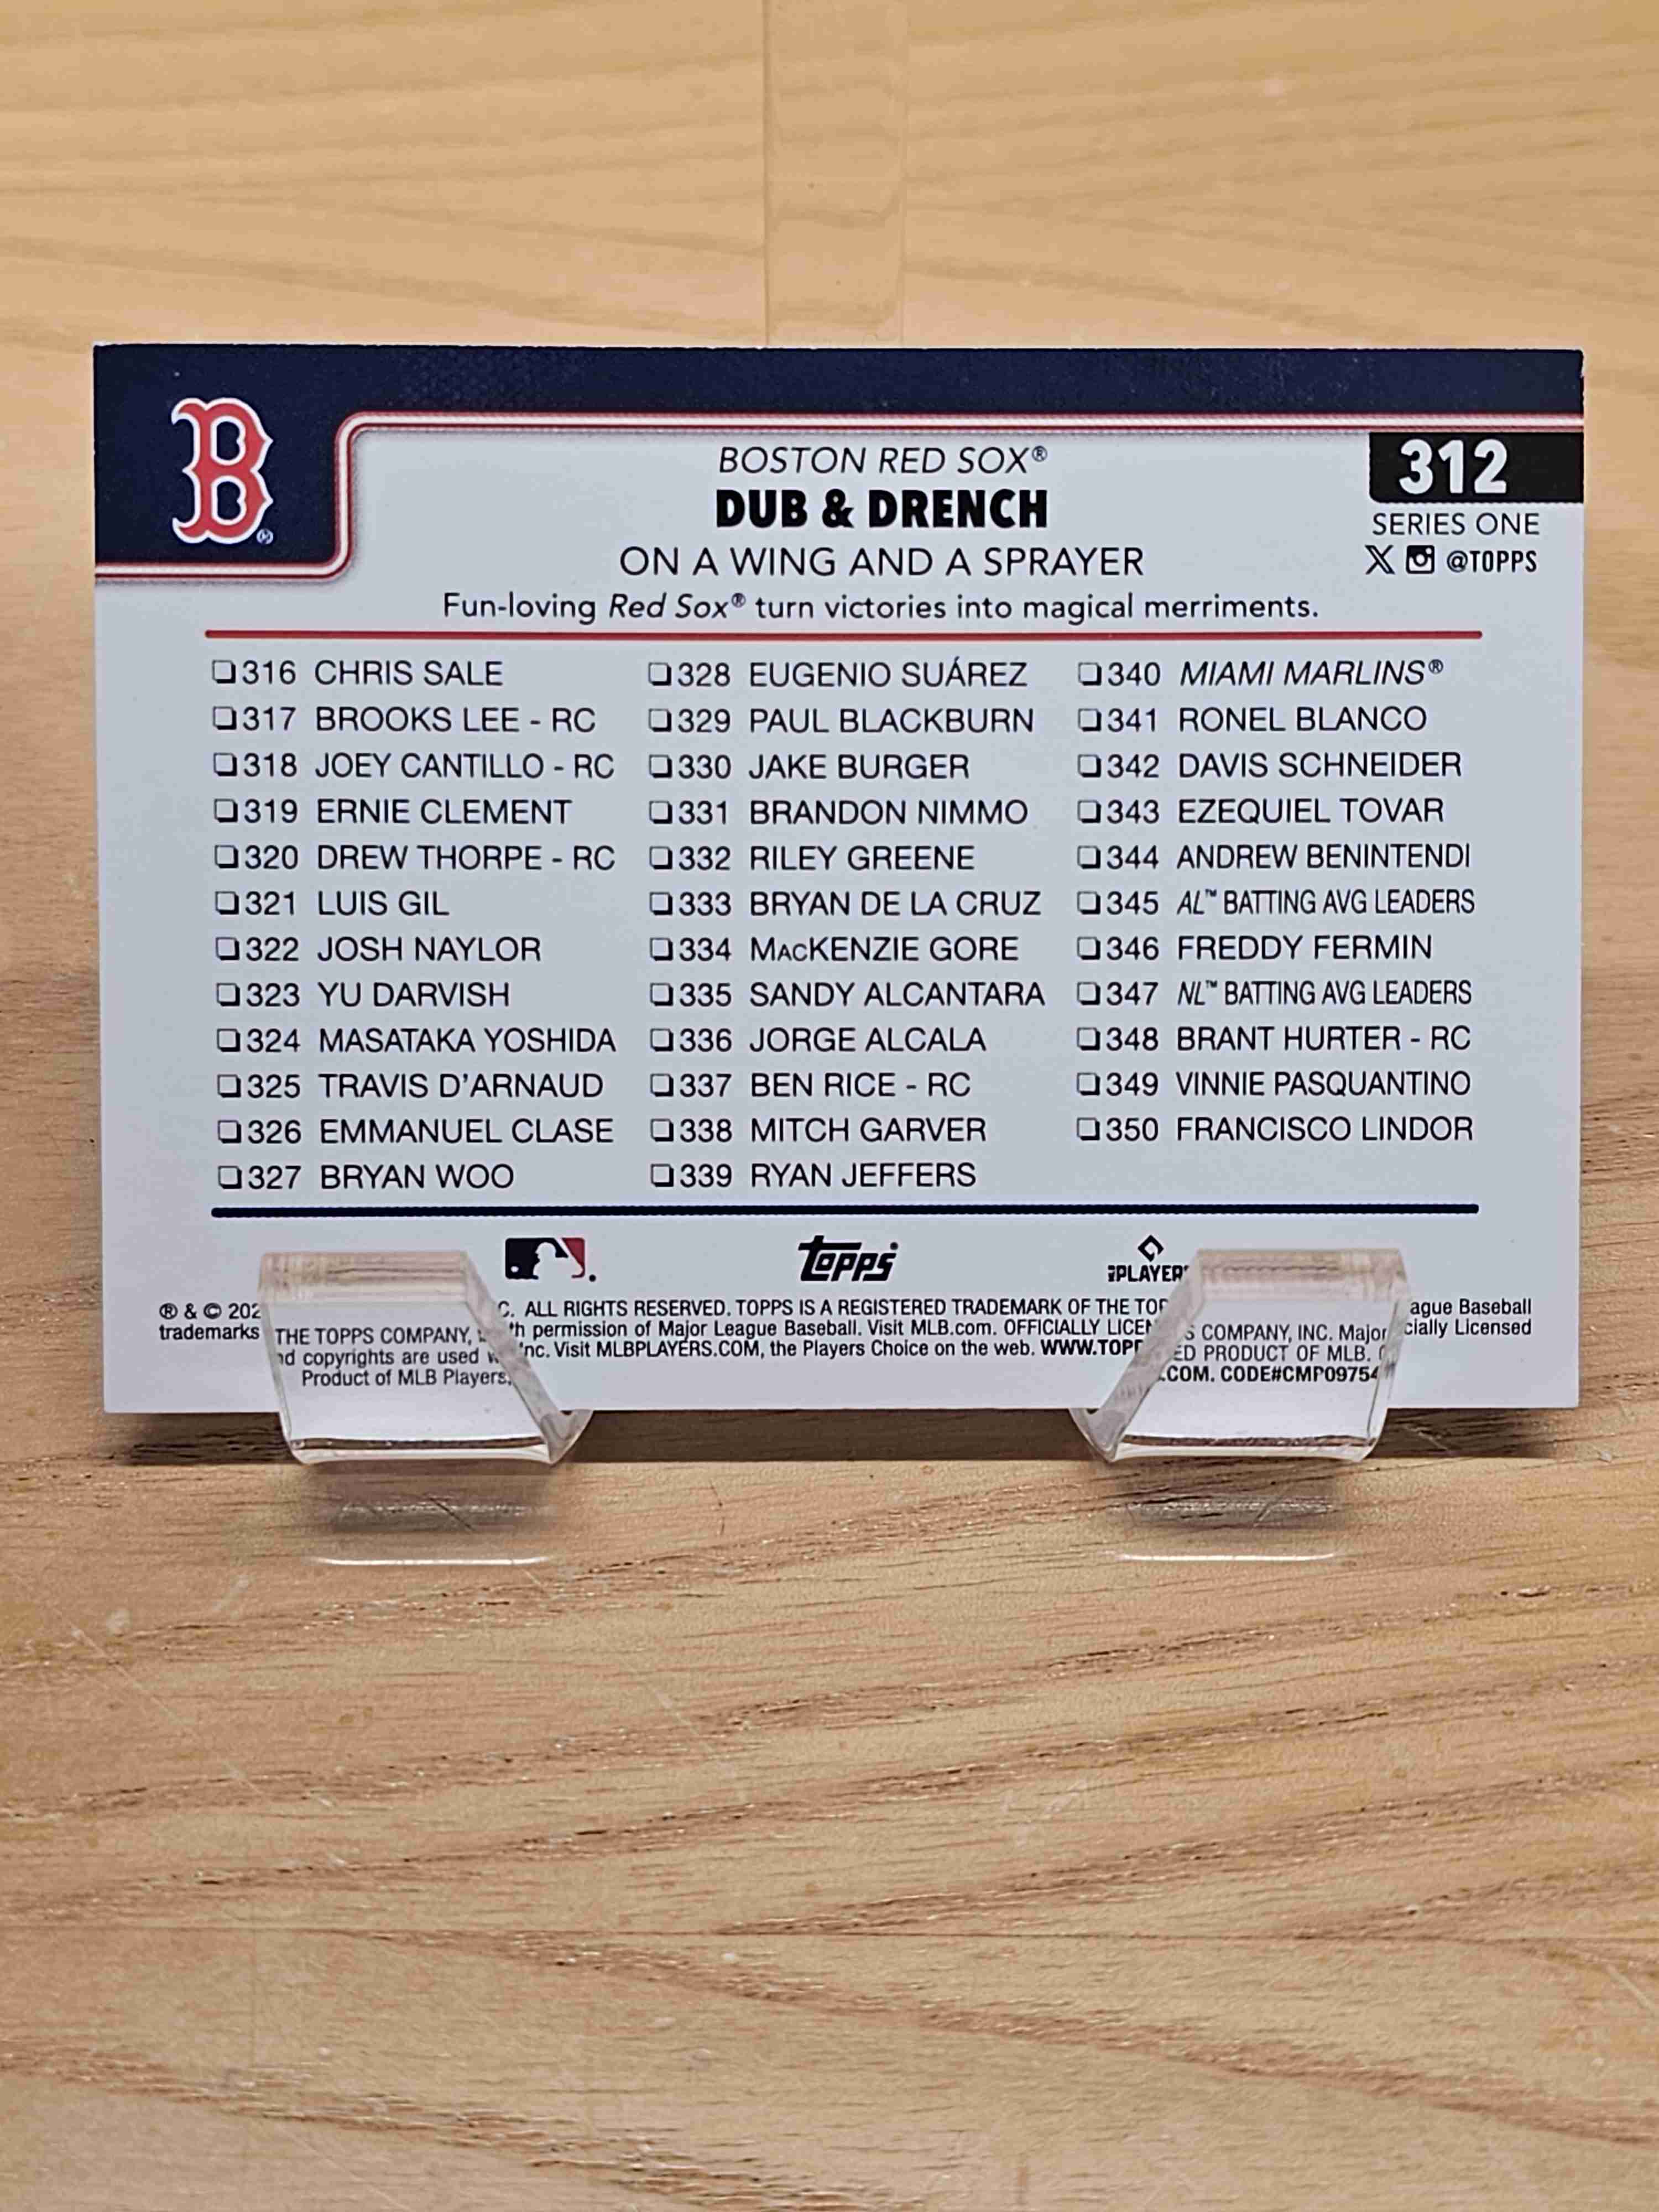 B
BOSTON RED SOX®
DUB & DRENCH
ON A WING AND A SPRAYER
Fun-loving Red Sox® turn victories into magical merriments.
312
SERIES ONE
@TOPPS
316 CHRIS SALE
317 BROOKS LEE - RC
318 JOEY CANTILLO - RC
319 ERNIE CLEMENT
320 DREW THORPE - RC
321 LUIS GIL
322 JOSH NAYLOR
323 YU DARVISH
324 MASATAKA YOSHIDA
325 TRAVIS D'ARNAUD
326 EMMANUEL CLASE
327 BRYAN WOO
328 EUGENIO SUÁREZ
329 PAUL BLACKBURN
330 JAKE BURGER
331 BRANDON NIMMO
332 RILEY GREENE
333 BRYAN DE LA CRUZ
334 MACKENZIE GORE
335 SANDY ALCANTARA
336 JORGE ALCALA
337 BEN RICE - RC
338 MITCH GARVER
339 RYAN JEFFERS
340 MIAMI MARLINS®
341 RONEL BLANCO
342 DAVIS SCHNEIDER
343 EZEQUIEL TOVAR
344 ANDREW BENINTENDI
345 AL™ BATTING AVG LEADERS
346 FREDDY FERMIN
347 NL™ BATTING AVG LEADERS
348 BRANT HURTER - RC
349 VINNIE PASQUANTINO
350 FRANCISCO LINDOR
topps
® & © THE TOPPS COMPANY, ALL RIGHTS RESERVED. TOPPS IS A REGISTERED TRADEMARK OF THE COMPANY, INC. Major Baseball
trademarks copyrights are used permission of Major League Baseball. Visit MLB.com. OFFICIALLY PRODUCT OF MLB. Licensed
Product of MLB Players, Visit MLBPLAYERS.COM, the Players Choice on the web. CODE#CMP09754